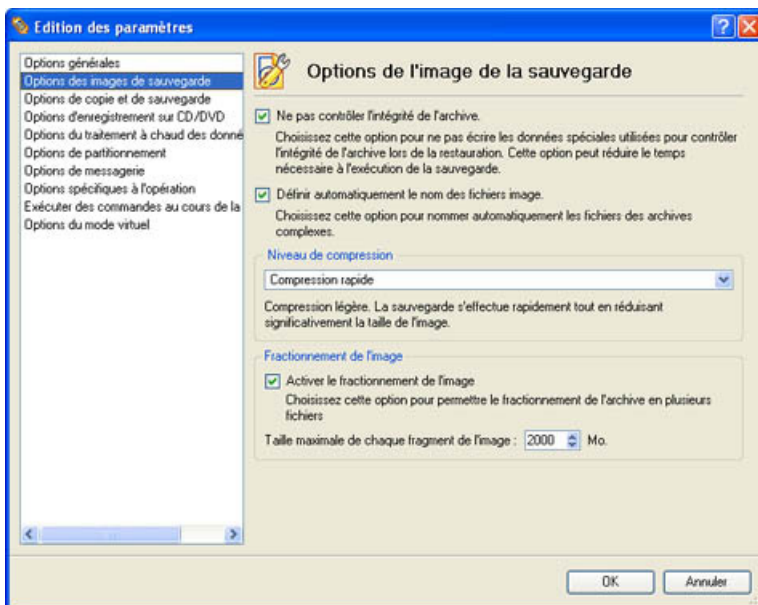 Edition des paramètres
Options générales
Options des images de sauvegarde
Options de copie et de sauvegarde
Options d'enregistrement sur CD/DVD
Options du traitement à chaud des donné
Options de partitionnement
Options de messagerie
Options spécifiques à l'opération
Exécuter des commandes au cours de la
Options du mode virtuel
Options de l'image de la sauvegarde
Ne pas contrôler l'intégrité de l'archive.
Choisissez cette option pour ne pas écrire les données spéciales utilisées pour contrôler
l'intégrité de l'archive lors de la restauration. Cette option peut réduire le temps
nécessaire à l'exécution de la sauvegarde.
Définir automatiquement le nom des fichiers image.
Choisissez cette option pour nommer automatiquement les fichiers des archives
complexes.
Niveau de compression
Compression rapide
Compression légère. La sauvegarde s'effectue rapidement tout en réduisant
significativement la taille de l'image.
Fractionnement de l'image
Activer le fractionnement de l'image
Choisissez cette option pour permettre le fractionnement de l'archive en plusieurs
fichiers
Taille maximale de chaque fragment de l'image : 2000 Mo.
OK Annuler